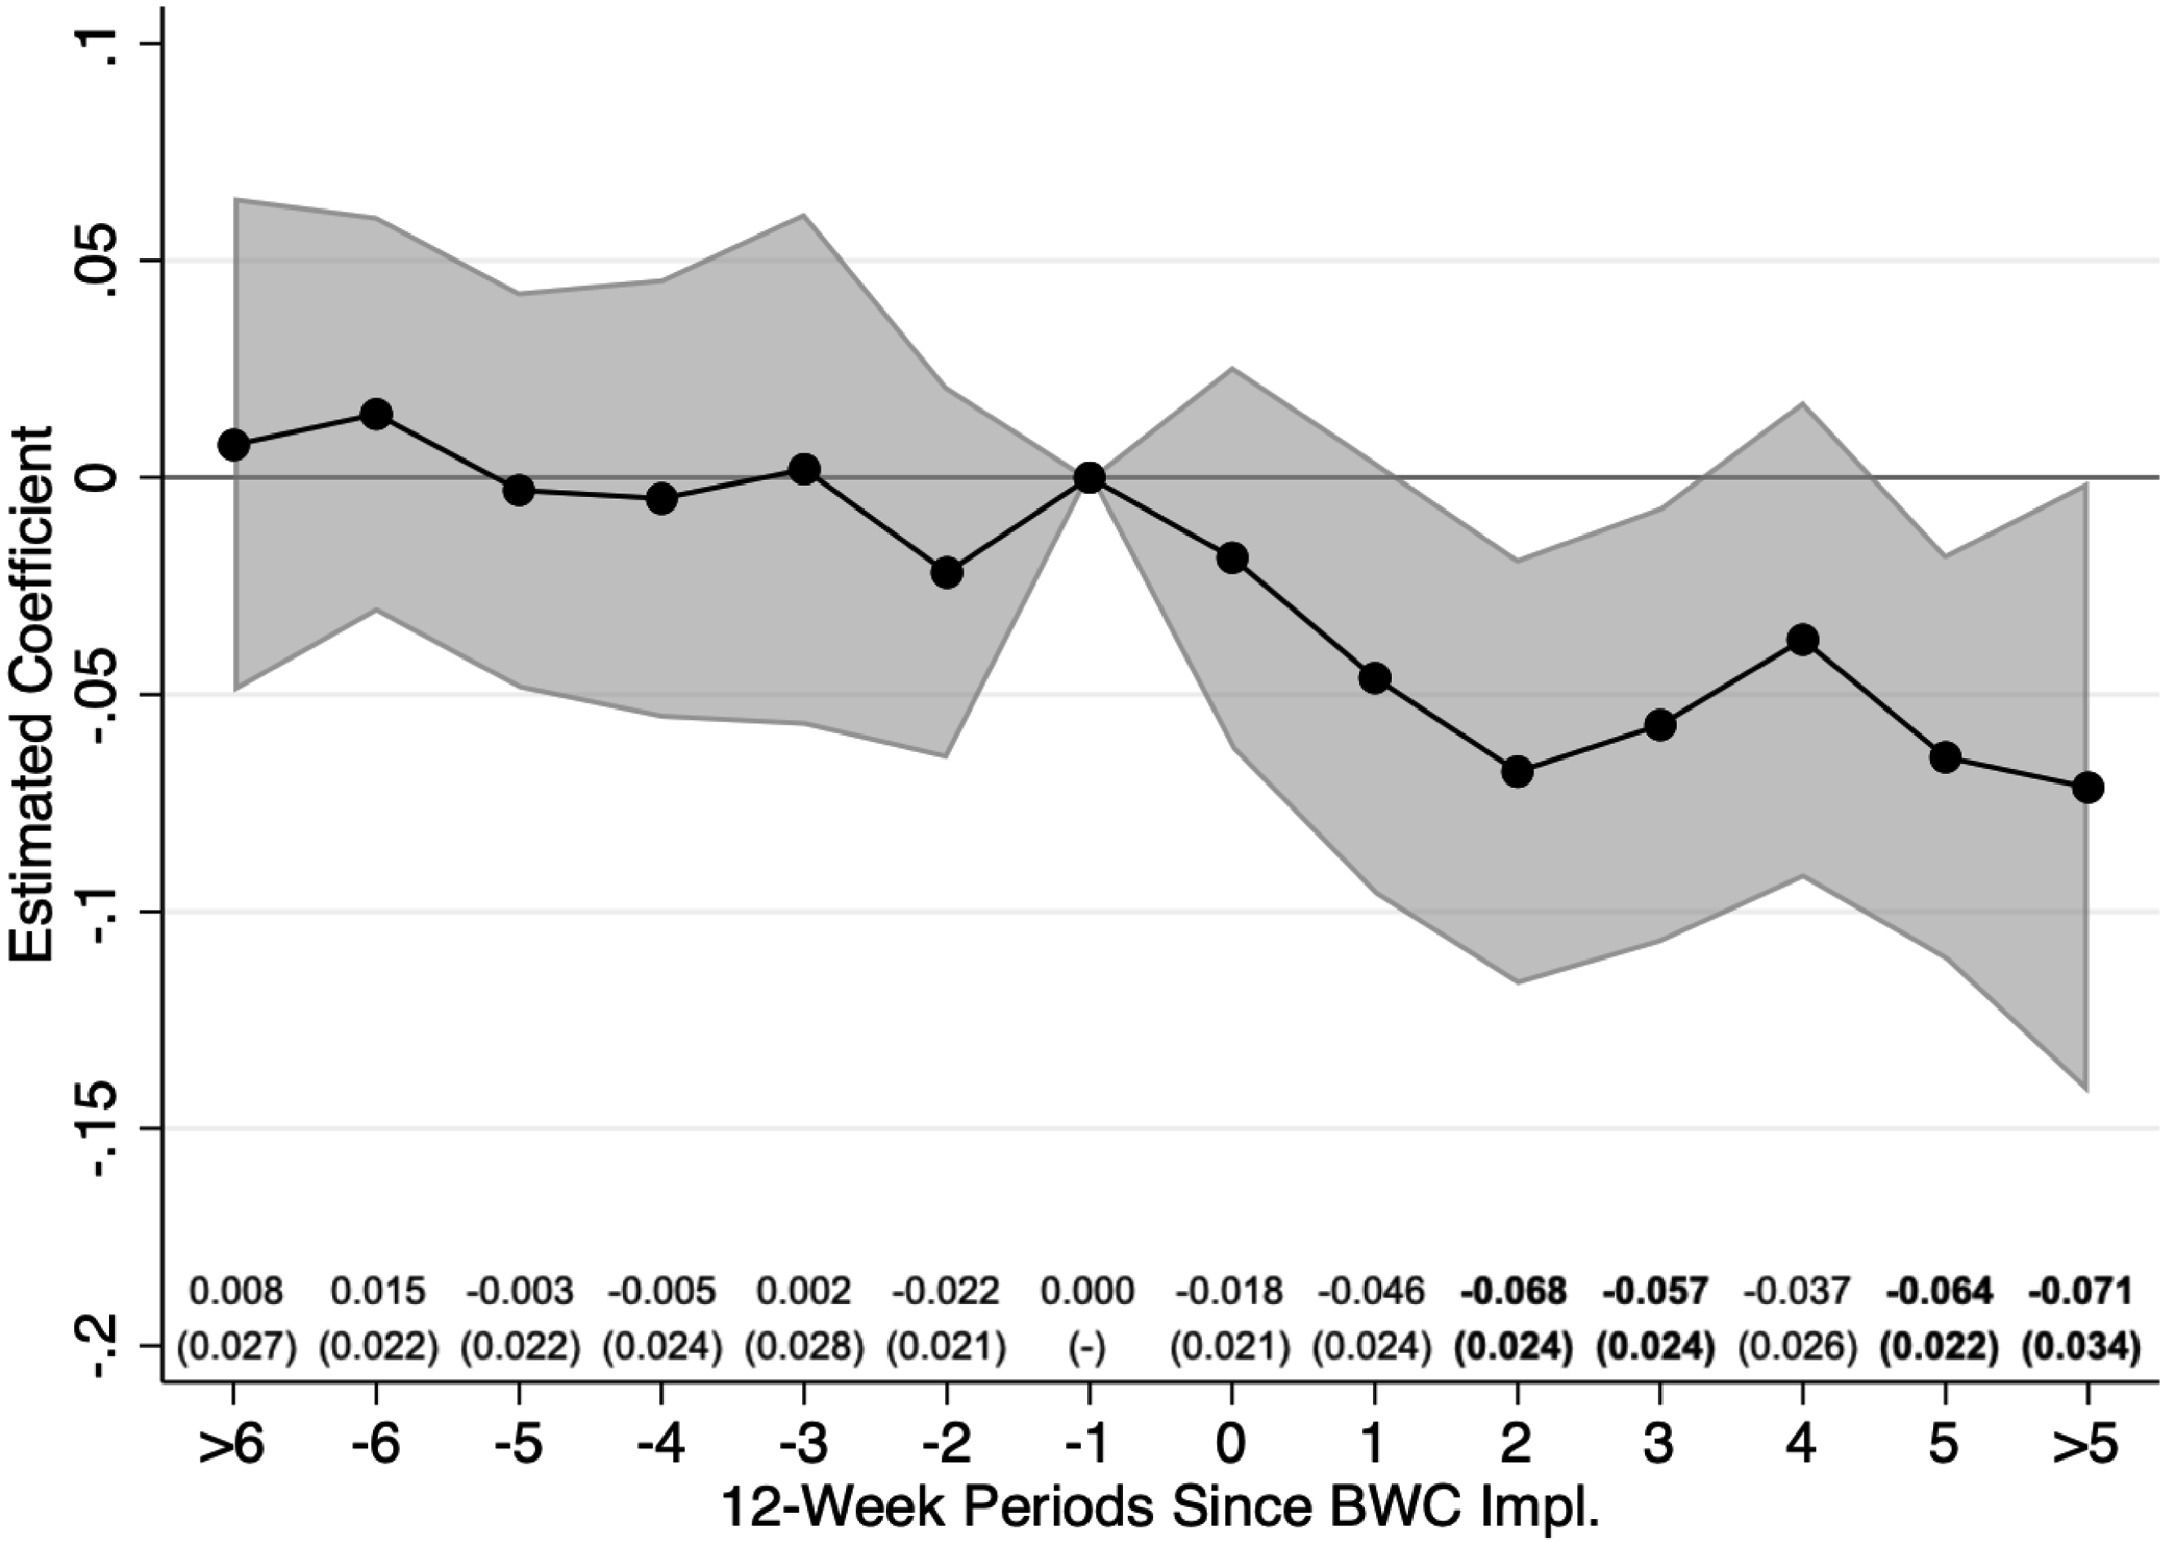 Estimated Coefficient
.1
.05
0
-.05
-.1
-.15
-.2
0.008 0.015 -0.003 -0.005 0.002 -0.022 0.000 -0.018 -0.046 -0.068 -0.057 -0.037 -0.064 -0.071
(0.027) (0.022) (0.022) (0.024) (0.028) (0.021) (-) (0.021) (0.024) (0.024) (0.024) (0.026) (0.022) (0.034)
>6 -6 -5 -4 -3 -2 -1 0 1 2 3 4 5 >5
12-Week Periods Since BWC Impl.